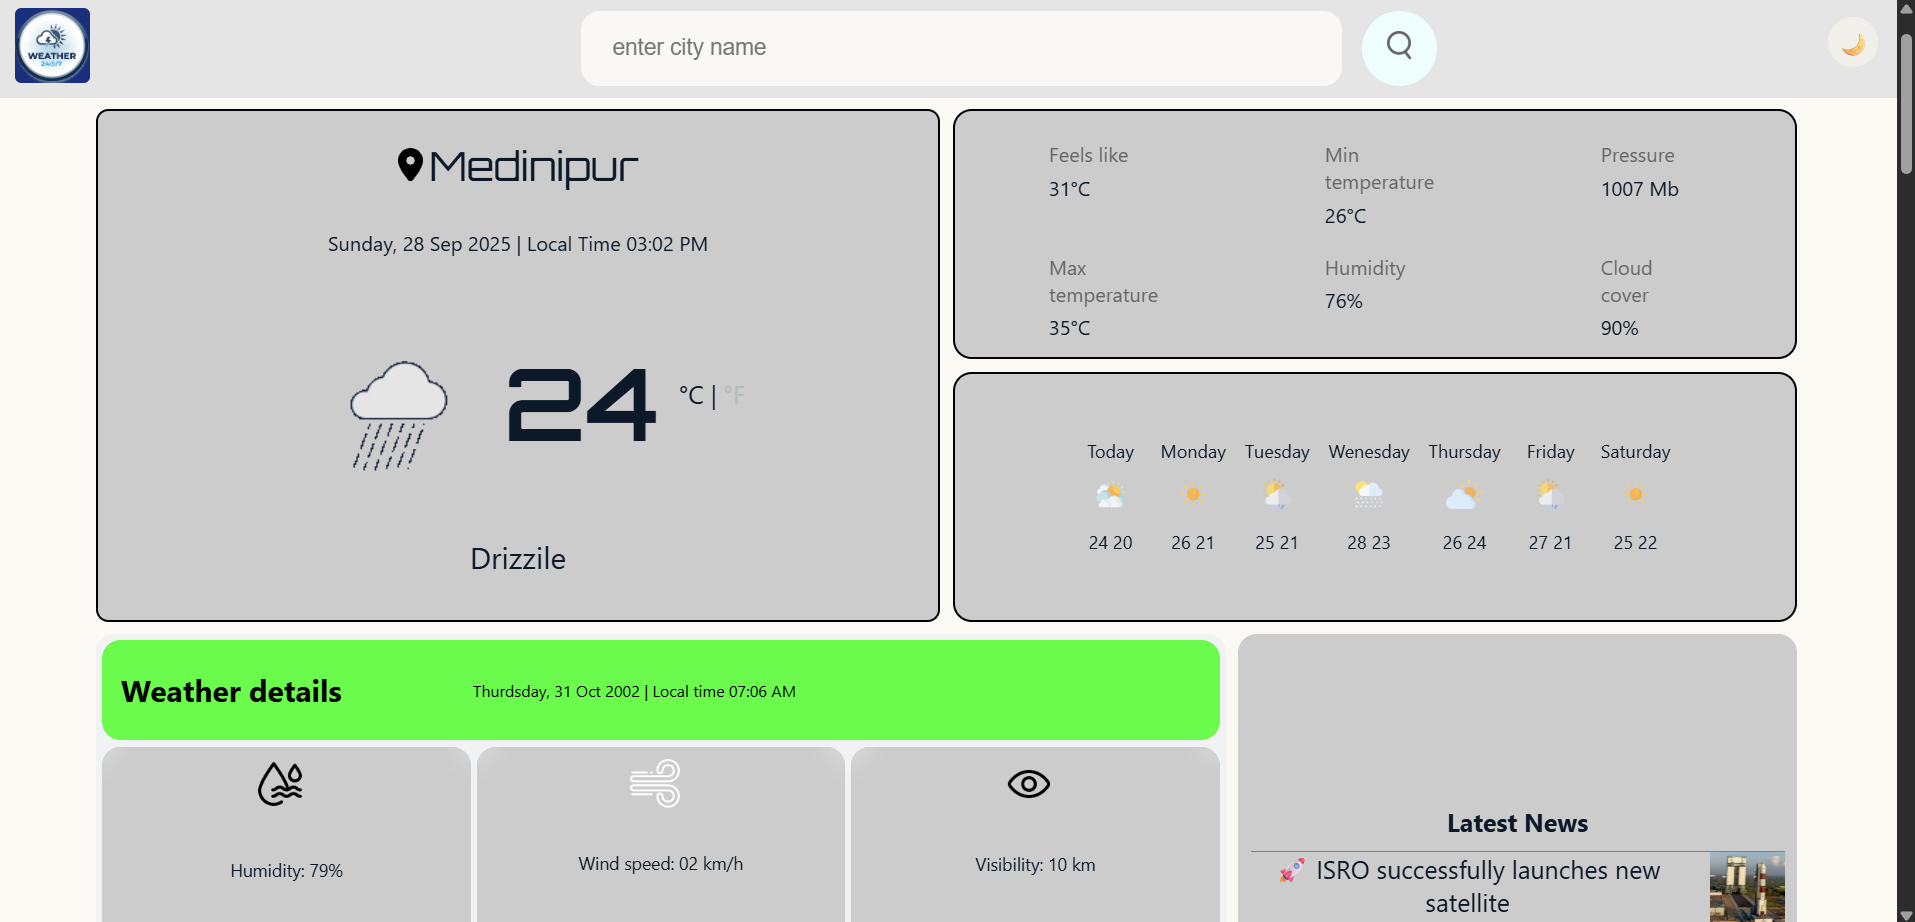 WEATHER
24/7
enter city name
Medinipur
Sunday, 28 Sep 2025 | Local Time 03:02 PM
24 °C | °F
Drizzile
Feels like
31°C
Min
temperature
26°C
Pressure
1007 Mb
Max
temperature
35°C
Humidity
76%
Cloud
cover
90%
Today Monday Tuesday Wenesday Thursday Friday Saturday
24 20 26 21 25 21 28 23 26 24 27 21 25 22
Weather details
Thurdsday, 31 Oct 2002 | Local time 07:06 AM
Humidity: 79%
Wind speed: 02 km/h
Visibility: 10 km
Latest News
🚀 ISRO successfully launches new
satellite